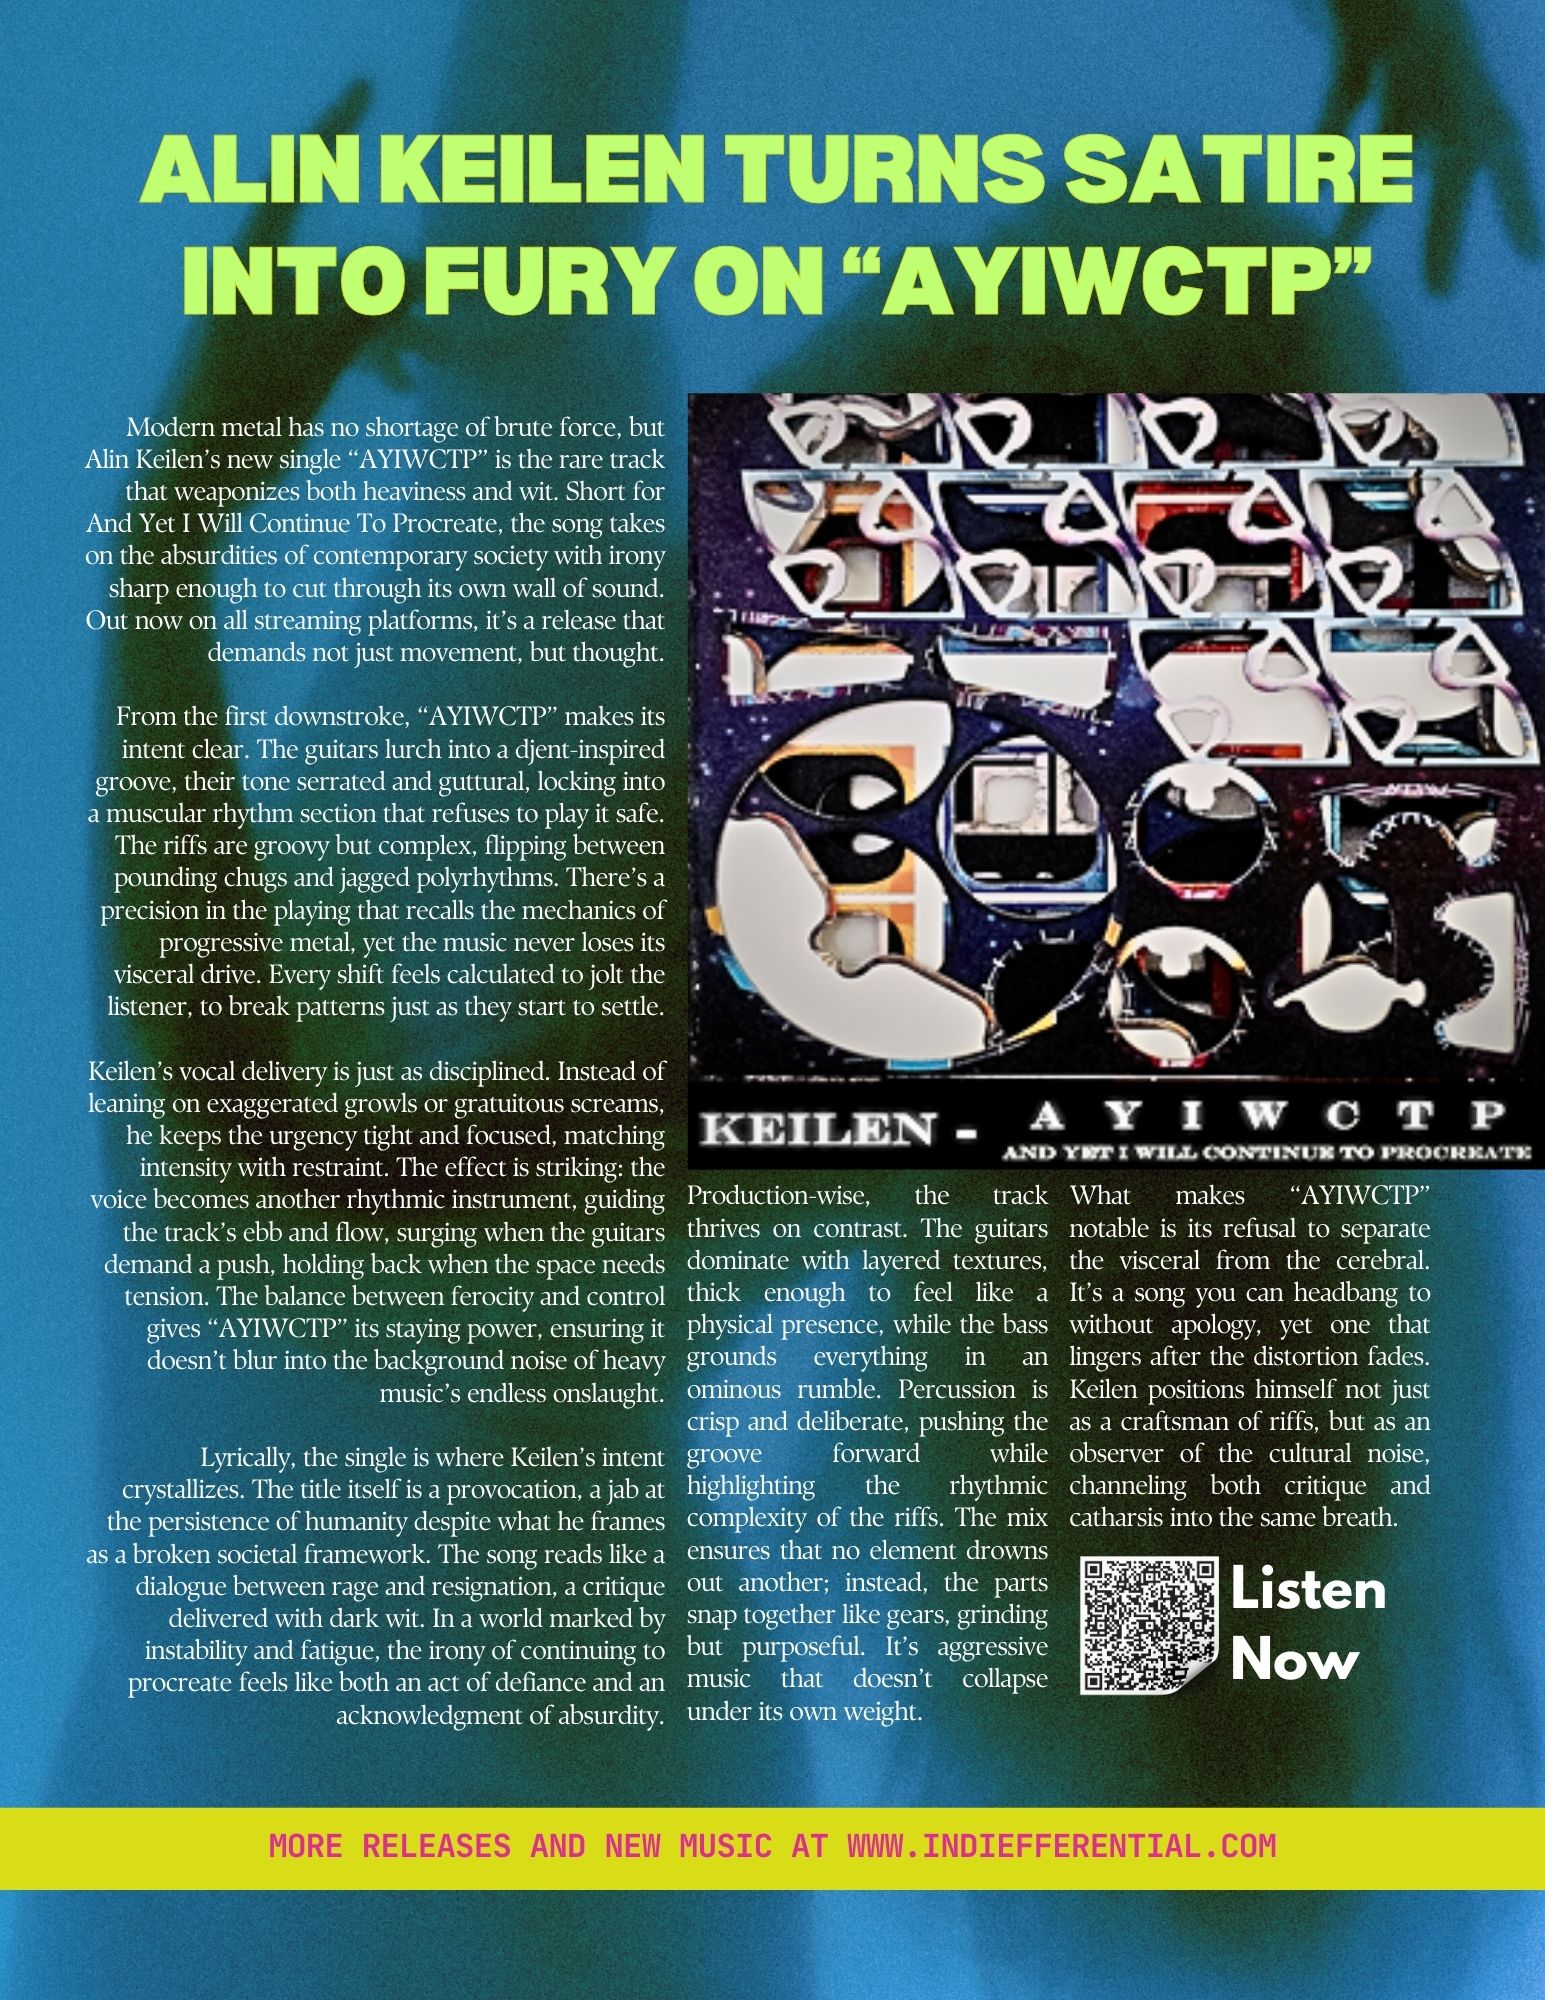 ALIN KEILEN TURNS SATIRE
INTO FURY ON “AYIWCTP”
Modern metal has no shortage of brute force, but
Alin Keilen’s new single “AYIWCTP” is the rare track
that weaponizes both heaviness and wit. Short for
And Yet I Will Continue To Procreate, the song takes
on the absurdities of contemporary society with irony
sharp enough to cut through its own wall of sound.
Out now on all streaming platforms, it’s a release that
demands not just movement, but thought.
From the first downstroke, “AYIWCTP” makes its
intent clear. The guitars lurch into a djent-inspired
groove, their tone serrated and guttural, locking into
a muscular rhythm section that refuses to play it safe.
The riffs are groovy but complex, flipping between
pounding chugs and jagged polyrhythms. There’s a
precision in the playing that recalls the mechanics of
progressive metal, yet the music never loses its
visceral drive. Every shift feels calculated to jolt the
listener, to break patterns just as they start to settle.
Keilen’s vocal delivery is just as disciplined. Instead of
leaning on exaggerated growls or gratuitous screams,
he keeps the urgency tight and focused, matching
intensity with restraint. The effect is striking: the
voice becomes another rhythmic instrument, guiding
the track’s ebb and flow, surging when the guitars
demand a push, holding back when the space needs
tension. The balance between ferocity and control
gives “AYIWCTP” its staying power, ensuring it
doesn’t blur into the background noise of heavy
music’s endless onslaught.
Lyrically, the single is where Keilen’s intent
crystallizes. The title itself is a provocation, a jab at
the persistence of humanity despite what he frames
as a broken societal framework. The song reads like a
dialogue between rage and resignation, a critique
delivered with dark wit. In a world marked by
instability and fatigue, the irony of continuing to
procreate feels like both an act of defiance and an
acknowledgment of absurdity.
KEILEN - A Y I W C T P
AND YET I WILL CONTINUE TO PROCREATE
Production-wise, the track
thrives on contrast. The guitars
dominate with layered textures,
thick enough to feel like a
physical presence, while the bass
grounds everything in an
ominous rumble. Percussion is
crisp and deliberate, pushing the
groove forward while
highlighting the rhythmic
complexity of the riffs. The mix
ensures that no element drowns
out another; instead, the parts
snap together like gears, grinding
but purposeful. It’s aggressive
music that doesn’t collapse
under its own weight.
What makes “AYIWCTP”
notable is its refusal to separate
the visceral from the cerebral.
It’s a song you can headbang to
without apology, yet one that
lingers after the distortion fades.
Keilen positions himself not just
as a craftsman of riffs, but as an
observer of the cultural noise,
channeling both critique and
catharsis into the same breath.
Listen
Now
MORE RELEASES AND NEW MUSIC AT WWW.INDIEFFERENTIAL.COM